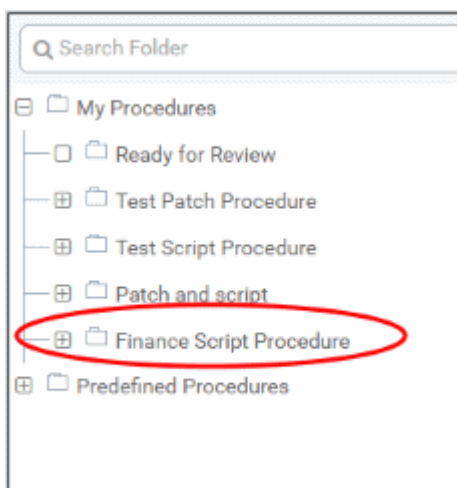 Search Folder
My Procedures
Ready for Review
Test Patch Procedure
Test Script Procedure
Patch and script
Finance Script Procedure
Predefined Procedures